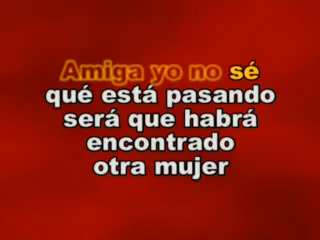 Amiga yo no sé
qué está pasando
será que habrá
encontrado
otra mujer